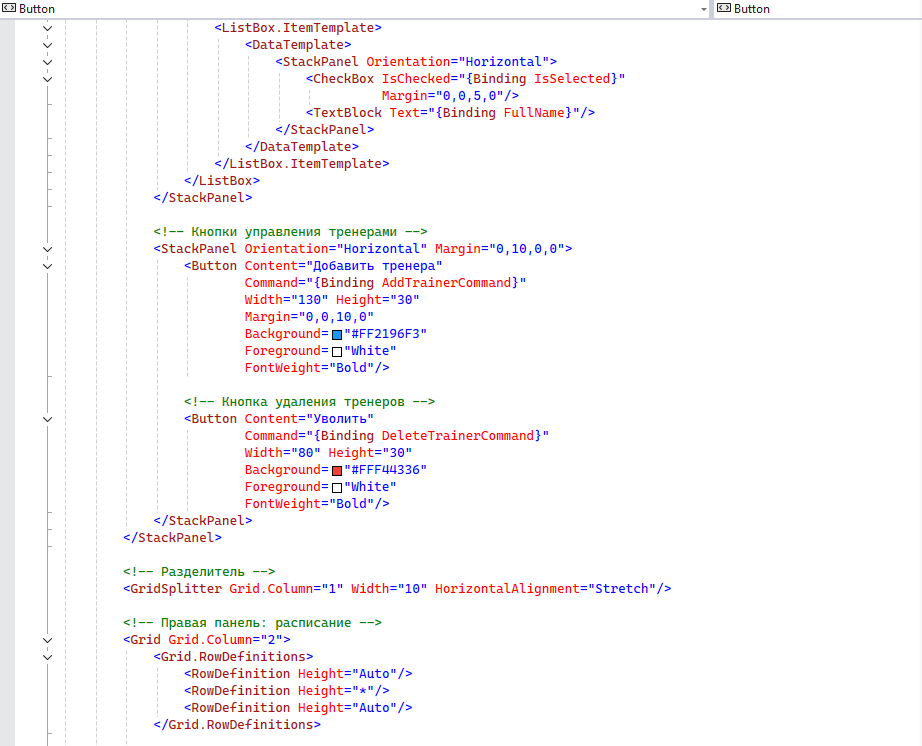 Button
Button
<ListBox.ItemTemplate>
<DataTemplate>
<StackPanel Orientation="Horizontal">
<CheckBox IsChecked="{Binding IsSelected}"
Margin="0,0,5,0"/>
<TextBlock Text="{Binding FullName}"/>
</StackPanel>
</DataTemplate>
</ListBox.ItemTemplate>
</ListBox>
</StackPanel>
<!-- Кнопки управления тренерами -->
<StackPanel Orientation="Horizontal" Margin="0,10,0,0">
<Button Content="Добавить тренера"
Command="{Binding AddTrainerCommand}"
Width="130" Height="30"
Margin="0,0,10,0"
Background="#FF2196F3"
Foreground="White"
FontWeight="Bold"/>
<!-- Кнопка удаления тренеров -->
<Button Content="Уволить"
Command="{Binding DeleteTrainerCommand}"
Width="80" Height="30"
Background="#FFF44336"
Foreground="White"
FontWeight="Bold"/>
</StackPanel>
</StackPanel>
<!-- Разделитель -->
<GridSplitter Grid.Column="1" Width="10" HorizontalAlignment="Stretch"/>
<!-- Правая панель: расписание -->
<Grid Grid.Column="2">
<Grid.RowDefinitions>
<RowDefinition Height="Auto"/>
<RowDefinition Height="*"/>
<RowDefinition Height="Auto"/>
</Grid.RowDefinitions>